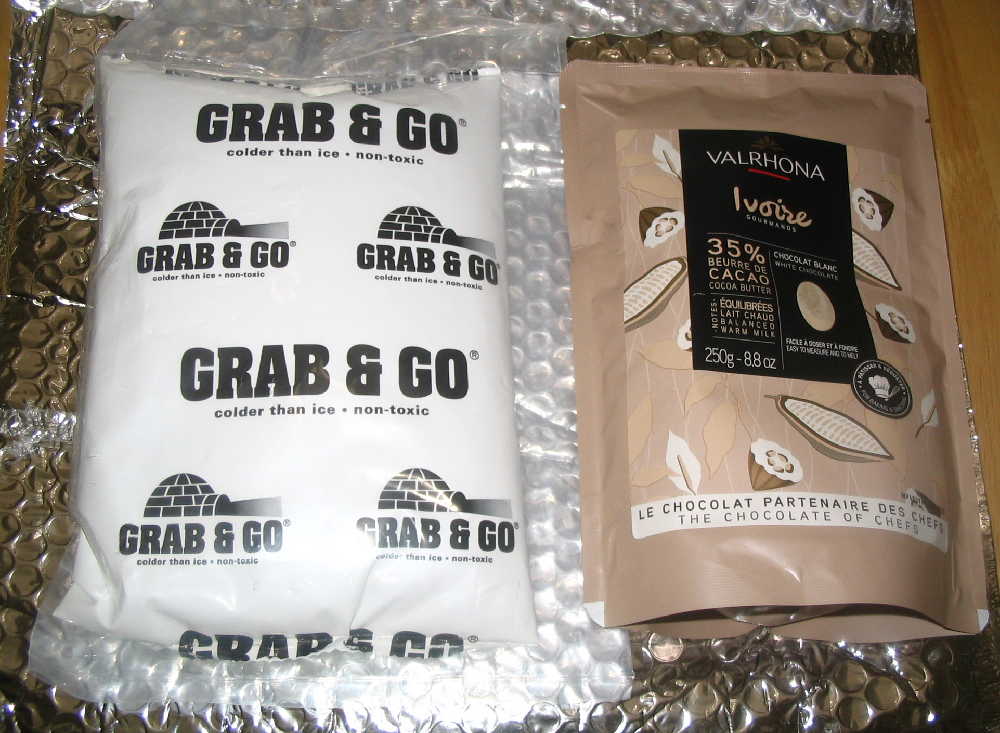 GRAB & GO®
colder than ice • non-toxic
GRAB & GO®
colder than ice • non-toxic
GRAB & GO®
colder than ice • non-toxic
GRAB & GO®
colder than ice • non-toxic
GRAB & GO®
colder than ice • non-toxic
GRAB & GO®
colder than ice • non-toxic
GRAB & GO®
VALRHONA
Ivoire
GOURMANDS
35%
BEURRE DE
CACAO
COCOA BUTTER
NOTES:
ÉQUILIBRÉES
LAIT CHAUD
BALANCED
WARM MILK
250g - 8.8 oz
CHOCOLAT BLANC
WHITE CHOCOLATE
FACILE À DOSER ET À FONDRE
EASY TO MEASURE AND TO MELT
LE CHOCOLAT PARTENAIRE DES CHEFS
THE CHOCOLATE OF CHEFS